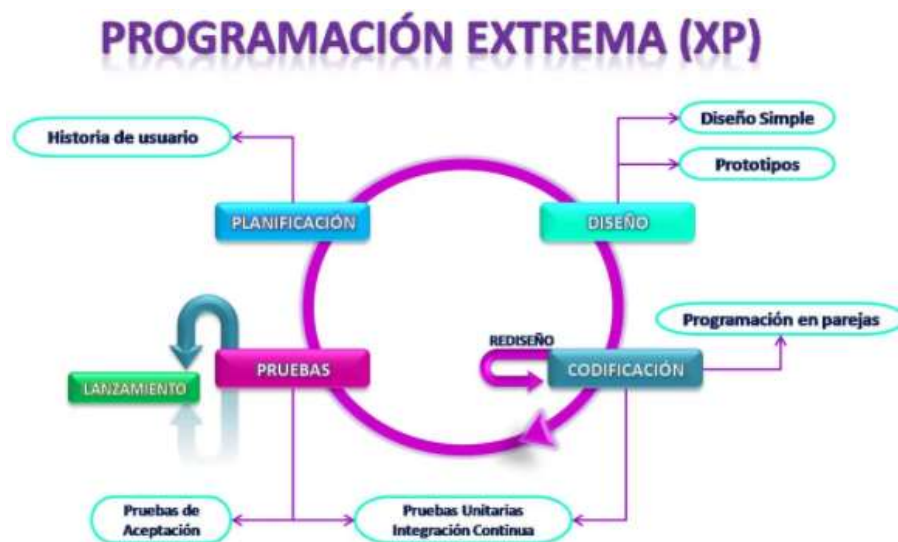 PROGRAMACIÓN EXTREMA (XP)
Historia de usuario
Diseño Simple
Prototipos
PLANIFICACIÓN
DISEÑO
Programación en parejas
REDISEÑO
PRUEBAS
CODIFICACIÓN
LANZAMIENTO
Pruebas de
Aceptación
Pruebas Unitarias
Integración Continua